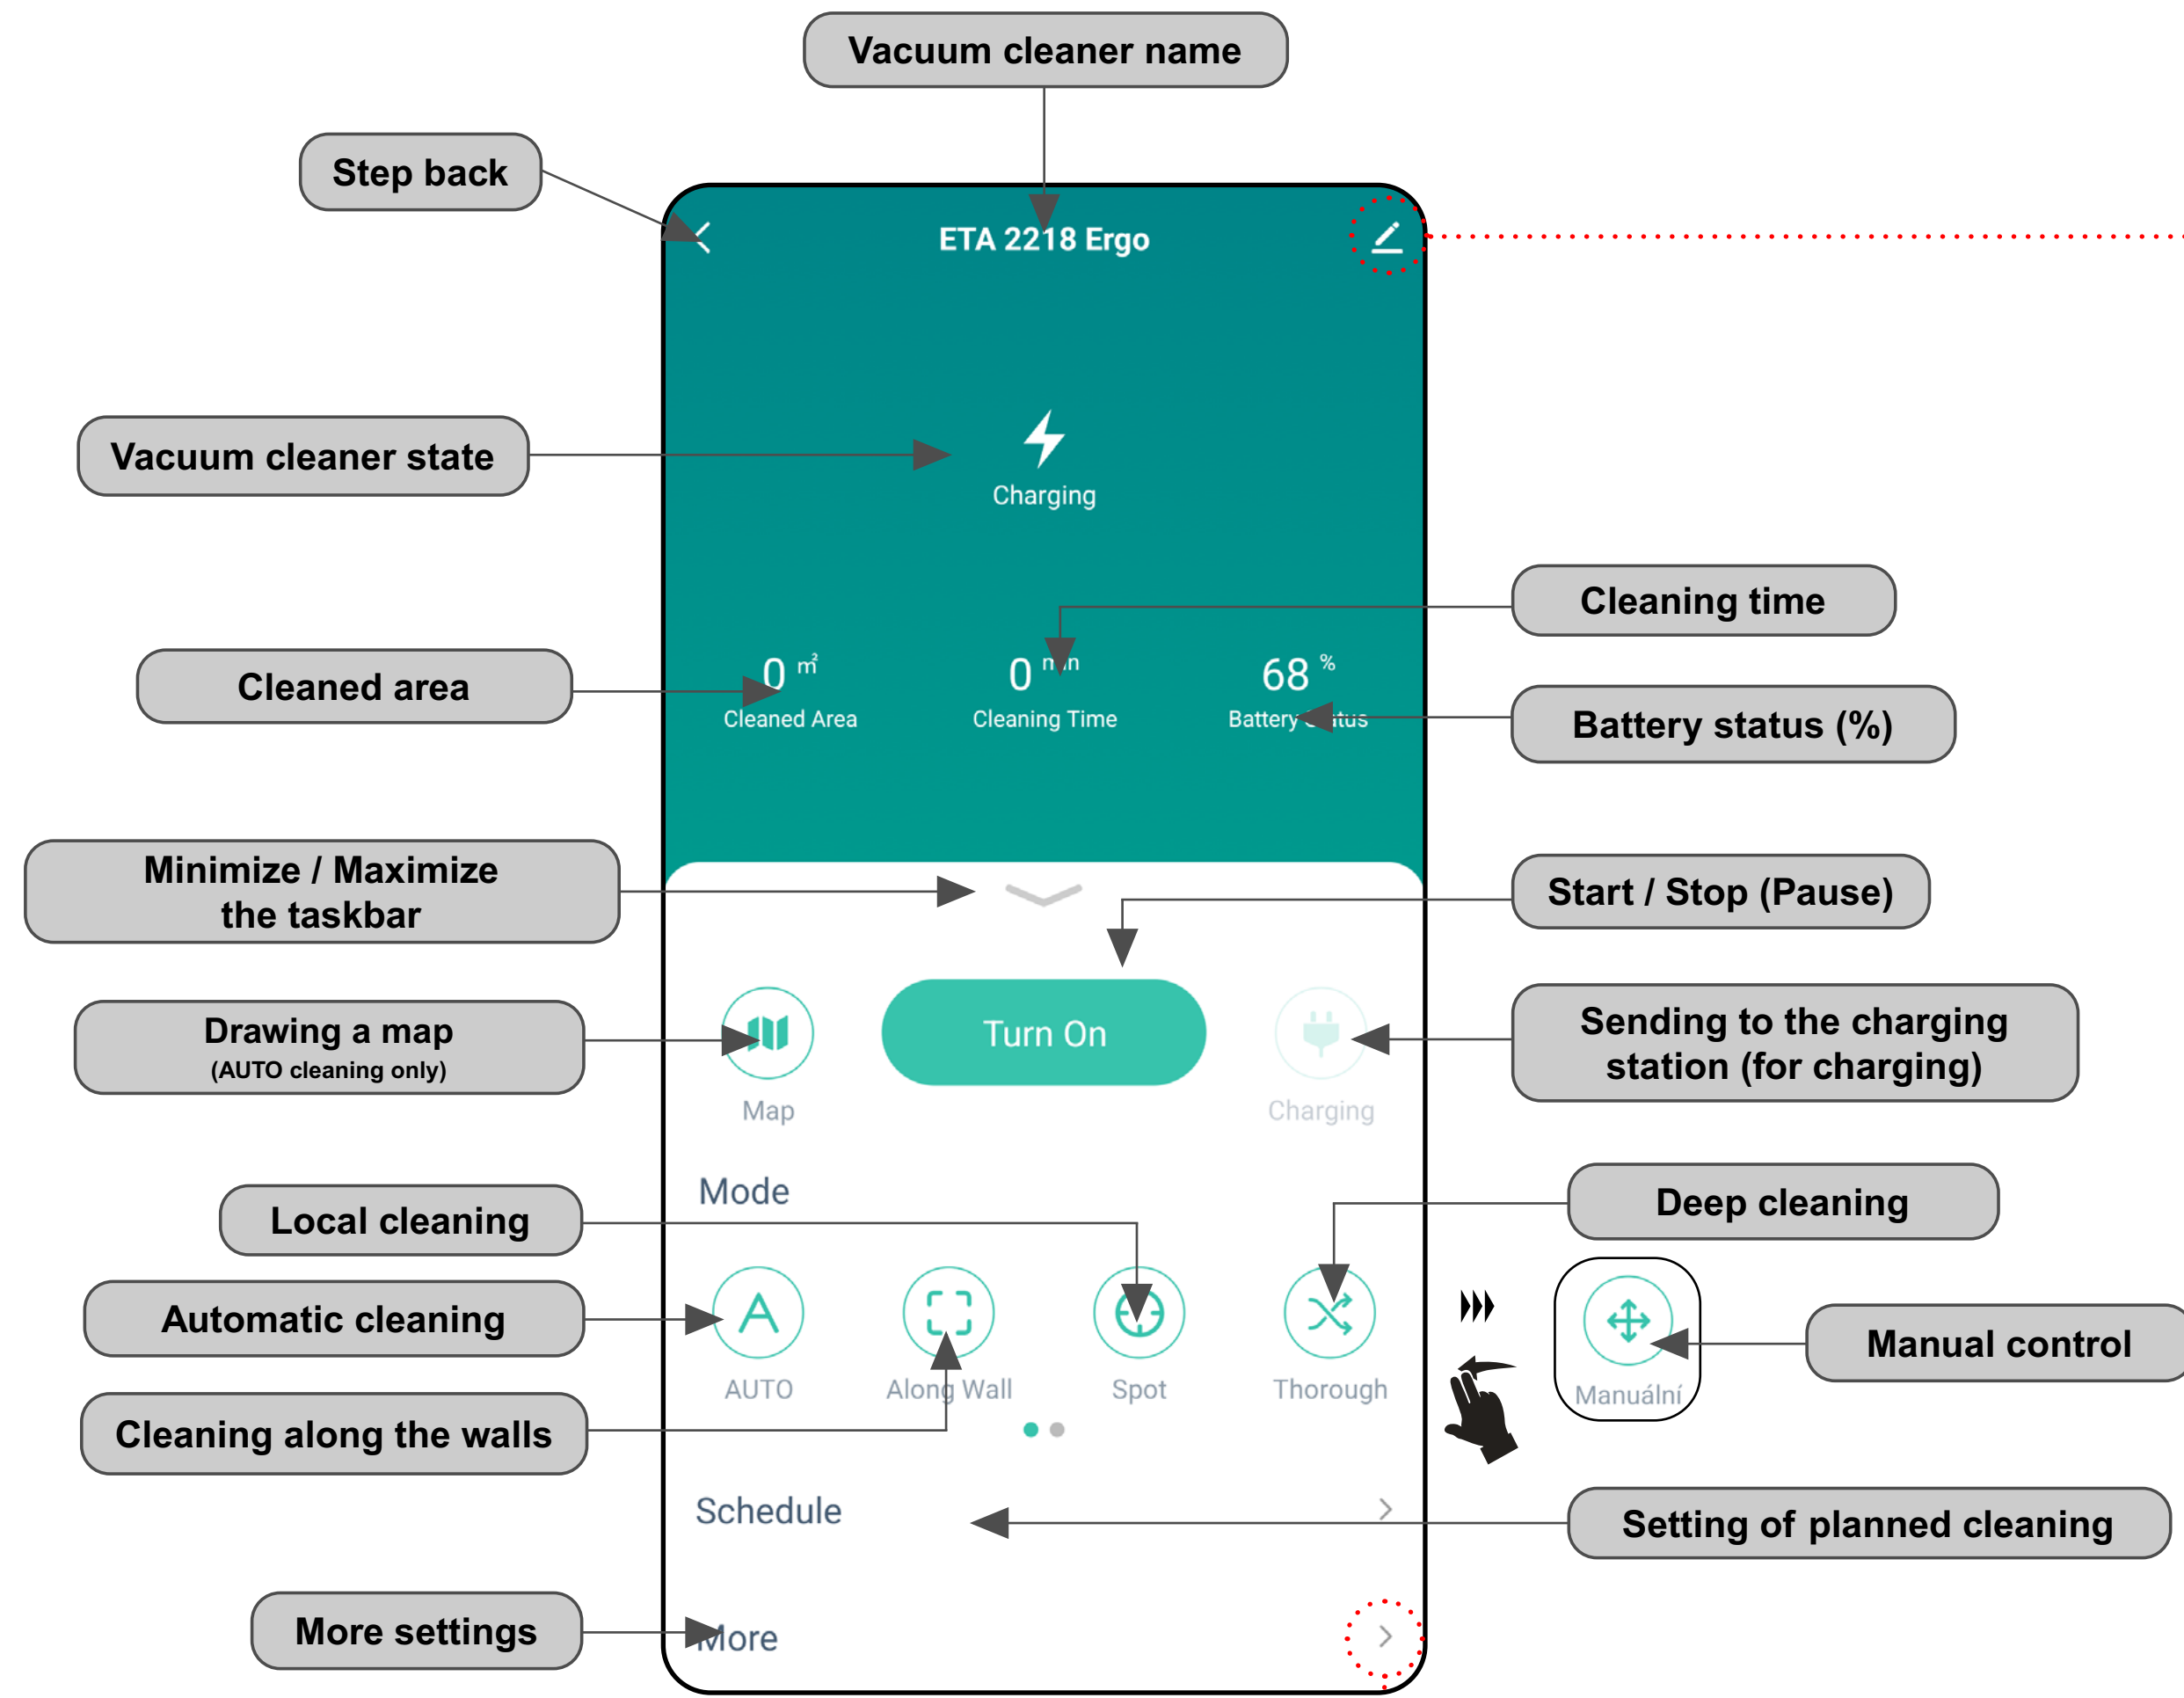 Vacuum cleaner name
Step back
ETA 2218 Ergo
Vacuum cleaner state
Charging
Cleaning time
Cleaned area
0 m²
0 min
68 %
Cleaned Area
Cleaning Time
Battery Status
Battery status (%)
Minimize / Maximize
the taskbar
Start / Stop (Pause)
Drawing a map
(AUTO cleaning only)
Turn On
Sending to the charging
station (for charging)
Map
Charging
Mode
Local cleaning
Deep cleaning
Automatic cleaning
Manual control
AUTO
Along Wall
Spot
Thorough
Manuální
Cleaning along the walls
Schedule
Setting of planned cleaning
More settings
More